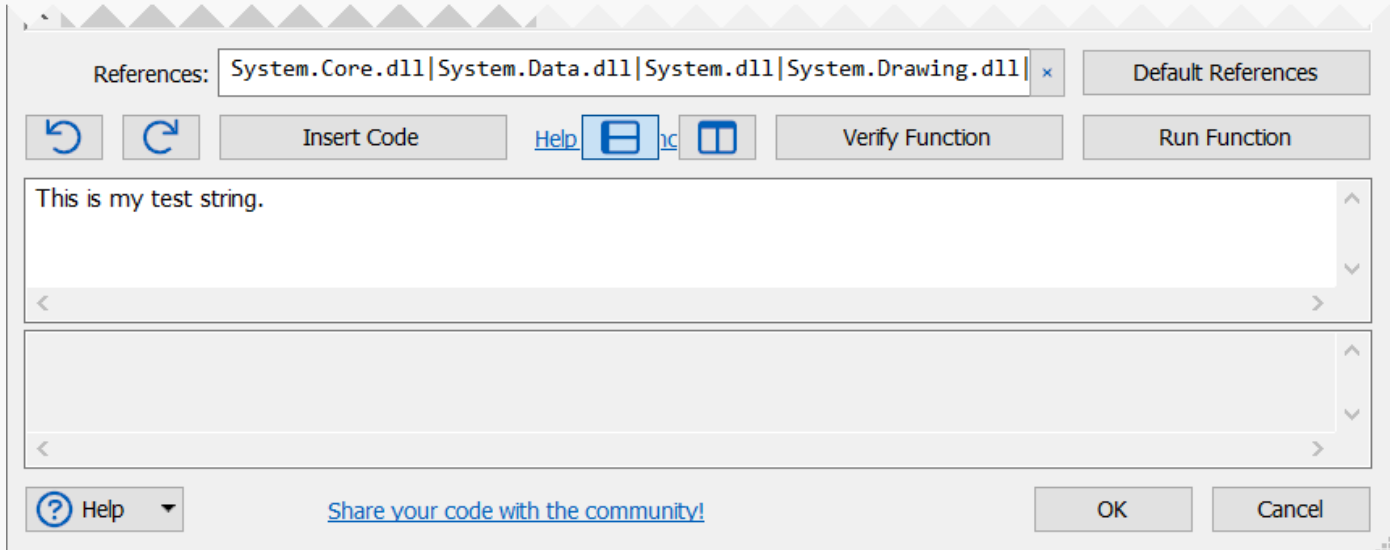 References: System.Core.dll|System.Data.dll|System.dll|System.Drawing.dll| × Default References
Insert Code Help Verify Function Run Function
This is my test string.
Help Share your code with the community! OK Cancel